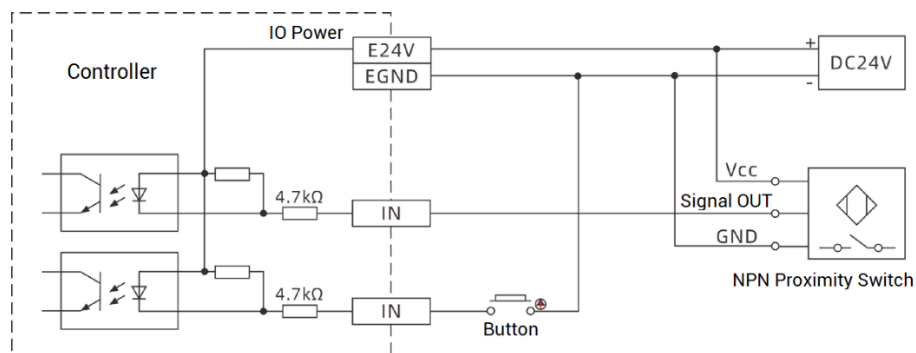 IO Power
E24V
EGND
+
-
DC24V
Controller
Vcc
4.7kΩ
IN
Signal OUT
GND
NPN Proximity Switch
4.7kΩ
IN
Button